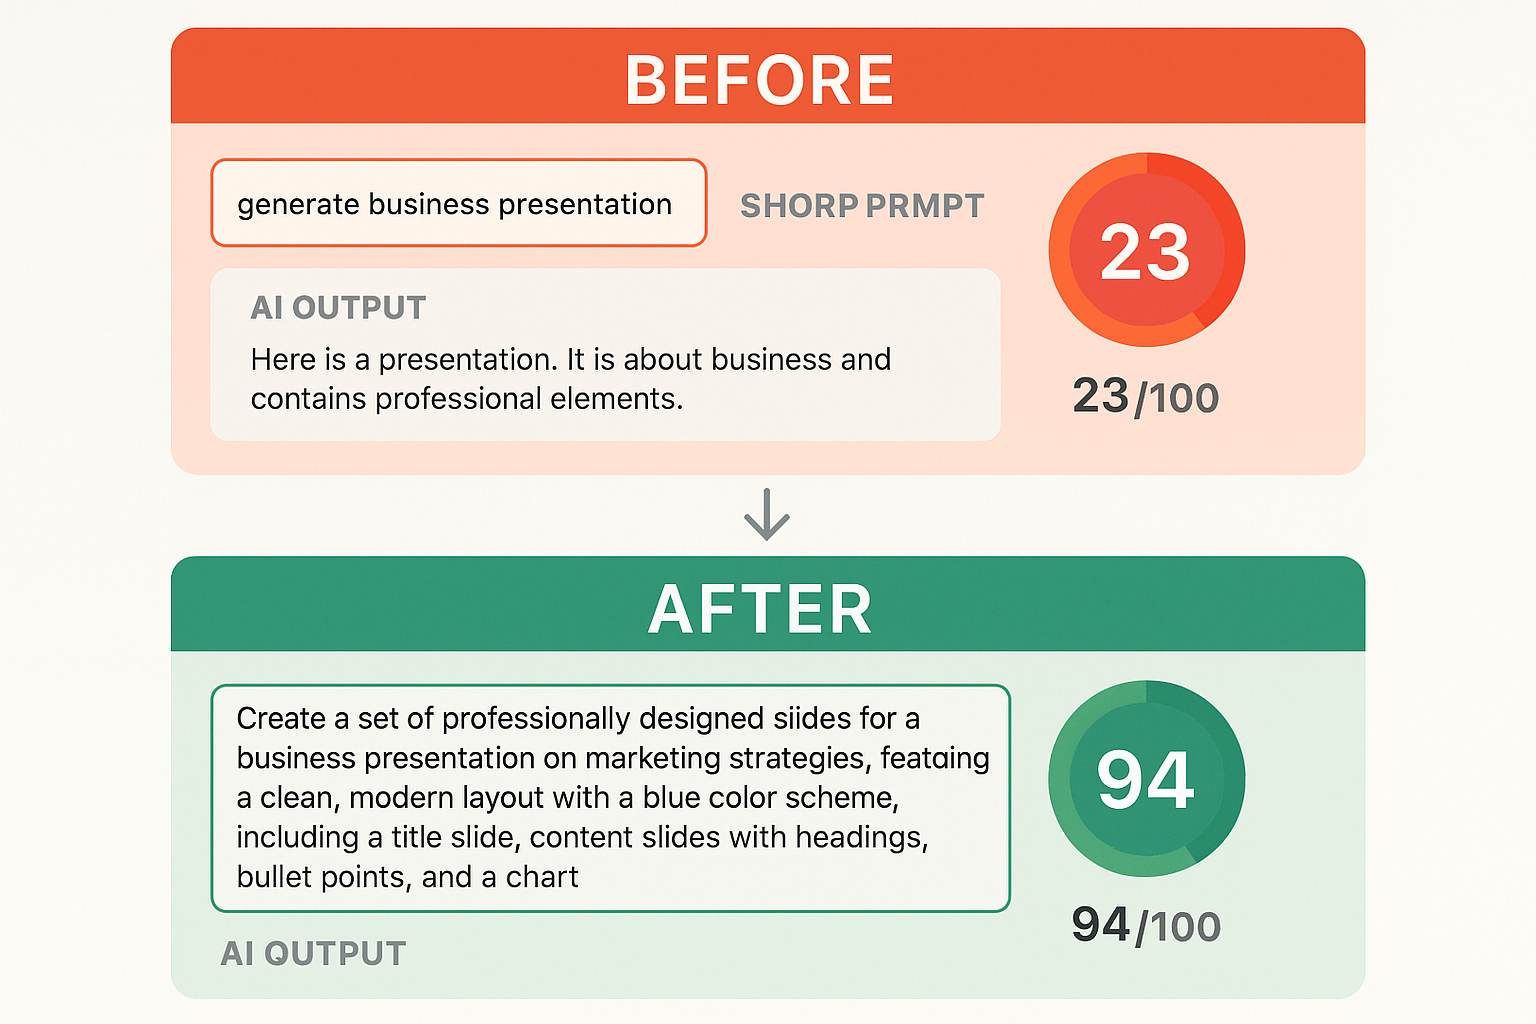 BEFORE
generate business presentation
SHORP PRMPT
23
AI OUTPUT
Here is a presentation. It is about business and
contains professional elements.
23/100
AFTER
Create a set of professionally designed siides for a
business presentation on marketing strategies, featɑing
a clean, modern layout with a blue color scheme,
including a title slide, content slides with headings,
bullet points, and a chart
94
94/100
AI QUTPUT